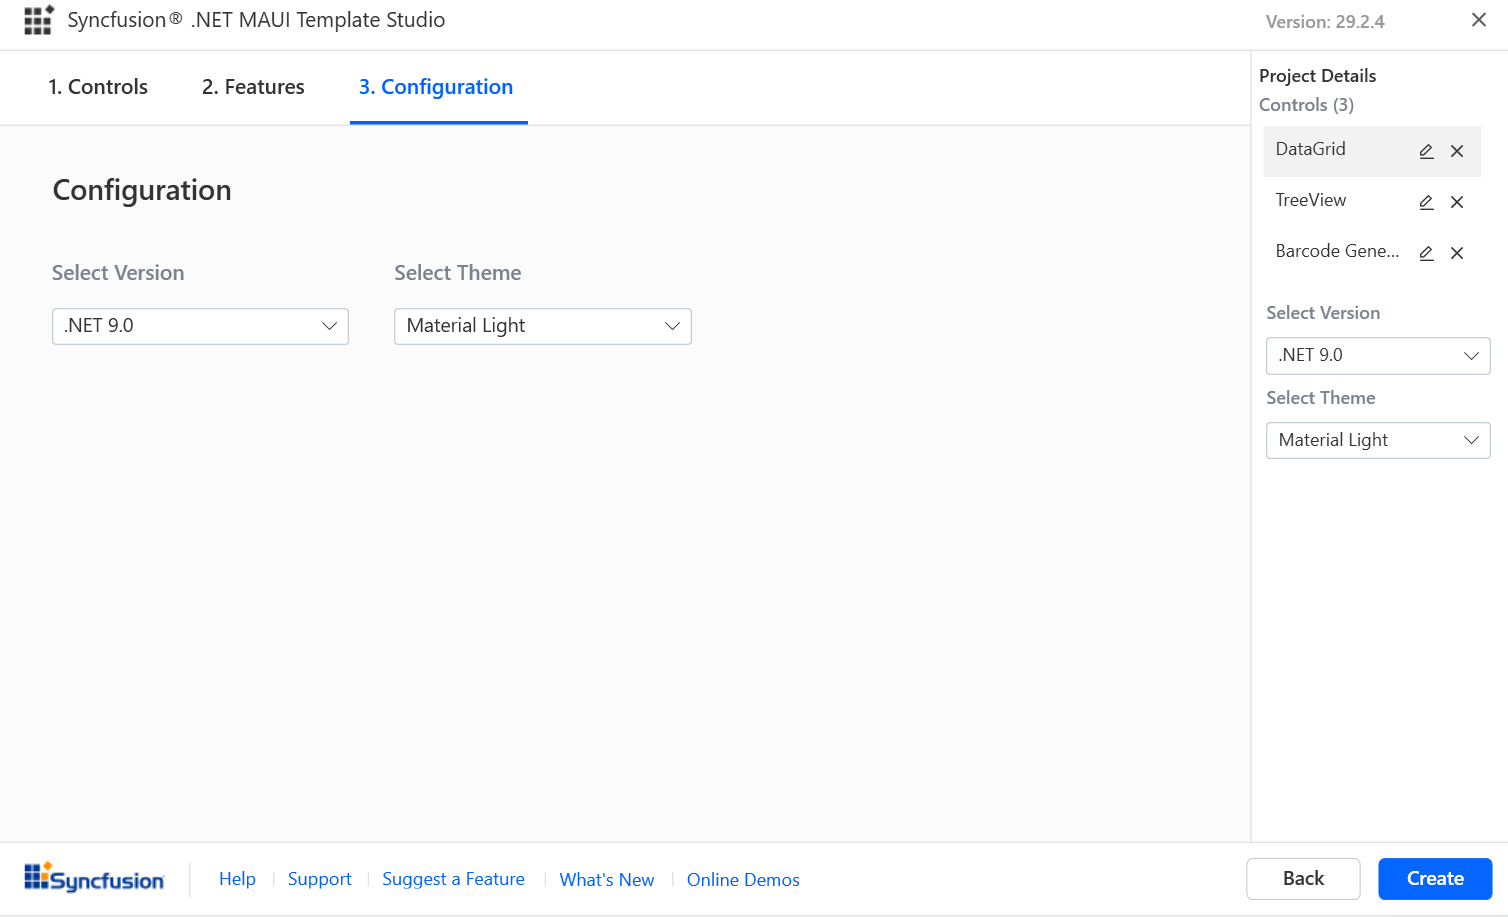 Syncfusion® .NET MAUI Template Studio
Version: 29.2.4
1. Controls
2. Features
3. Configuration
Configuration
Select Version
Select Theme
.NET 9.0
Material Light
Project Details
Controls (3)
DataGrid
TreeView
Barcode Gene...
Select Version
.NET 9.0
Select Theme
Material Light
Syncfusion
Help
Support
Suggest a Feature
What's New
Online Demos
Back
Create